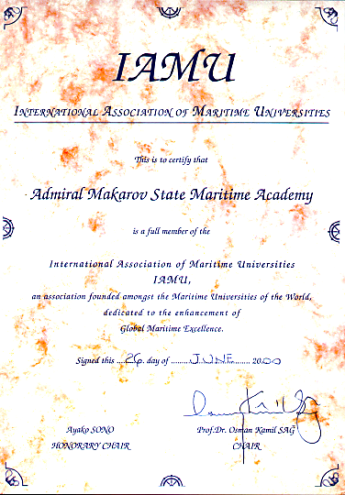 IAMU
INTERNATIONAL ASSOCIATION OF MARITIME UNIVERSITIES
This is to certify that
Admiral Makarov State Maritime Academy
is a full member of the
International Association of Maritime Universities
IAMU,
an association founded amongst the Maritime Universities of the World,
dedicated to the enhancement of
Global Maritime Excellence.
Signed this ....26. day of ........JUNE........ 2000
Ayako SONO Prof.Dr. Osman Kamil SAG
HONORARY CHAIR CHAIR